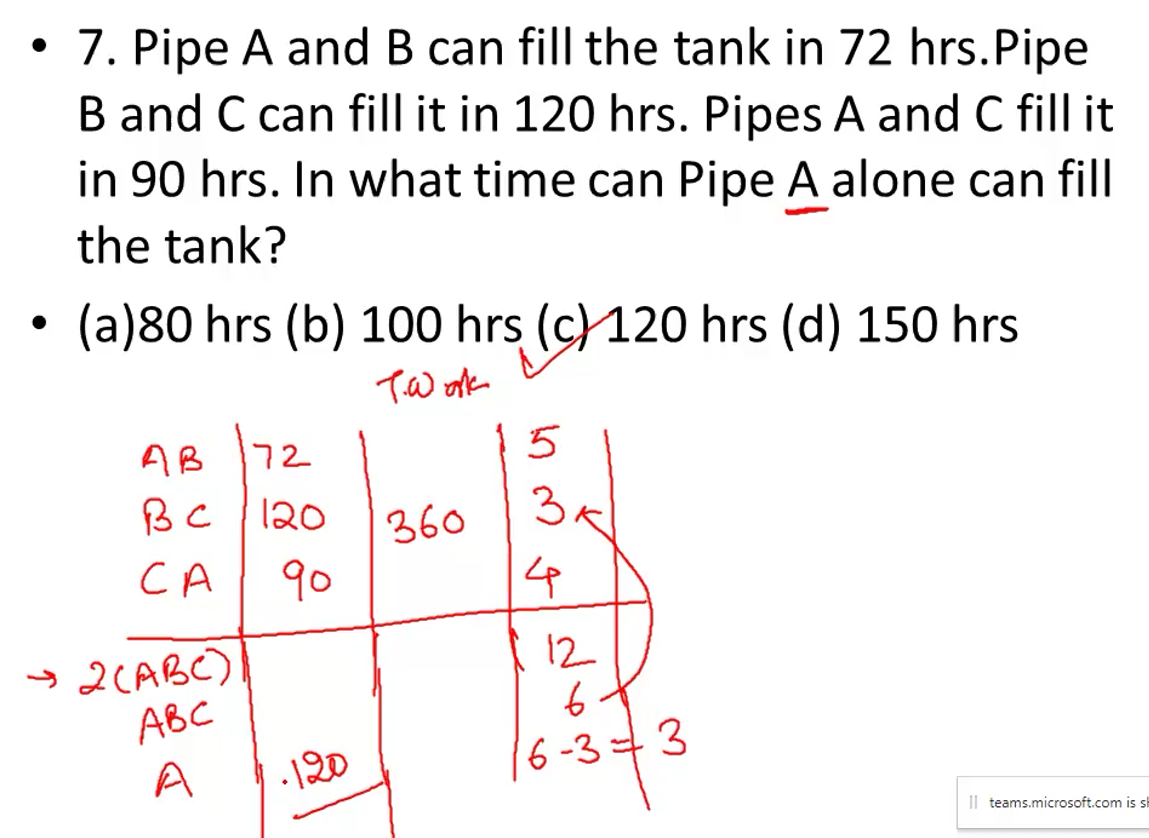 • 7. Pipe A and B can fill the tank in 72 hrs.Pipe
B and C can fill it in 120 hrs. Pipes A and C fill it
in 90 hrs. In what time can Pipe A alone can fill
the tank?
• (a)80 hrs (b) 100 hrs (c) 120 hrs (d) 150 hrs
T.Work
AB 72 5
BC 120 360 3
CA 90 4
→ 2(ABC) 12
ABC 6
A 120 6-3=3
teams.microsoft.com is sh